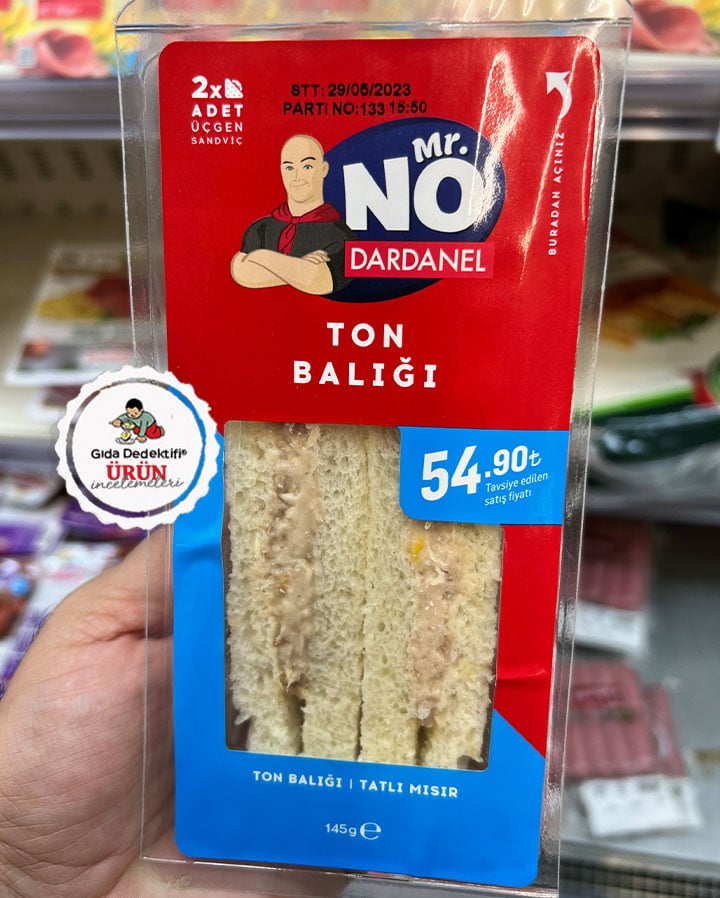 2x
ADET
ÜÇGEN
SANDVİÇ
STT: 29/05/2023
PARTİ NO:133 15:50
BURADAN AÇINIZ
Mr.
NO
DARDANEL
TON
BALIĞI
Gıda Dedektifi®
ÜRÜN
incelemeleri
54.90₺
Tavsiye edilen
satış fiyatı
TON BALIĞI | TATLI MISIR
145g ℮